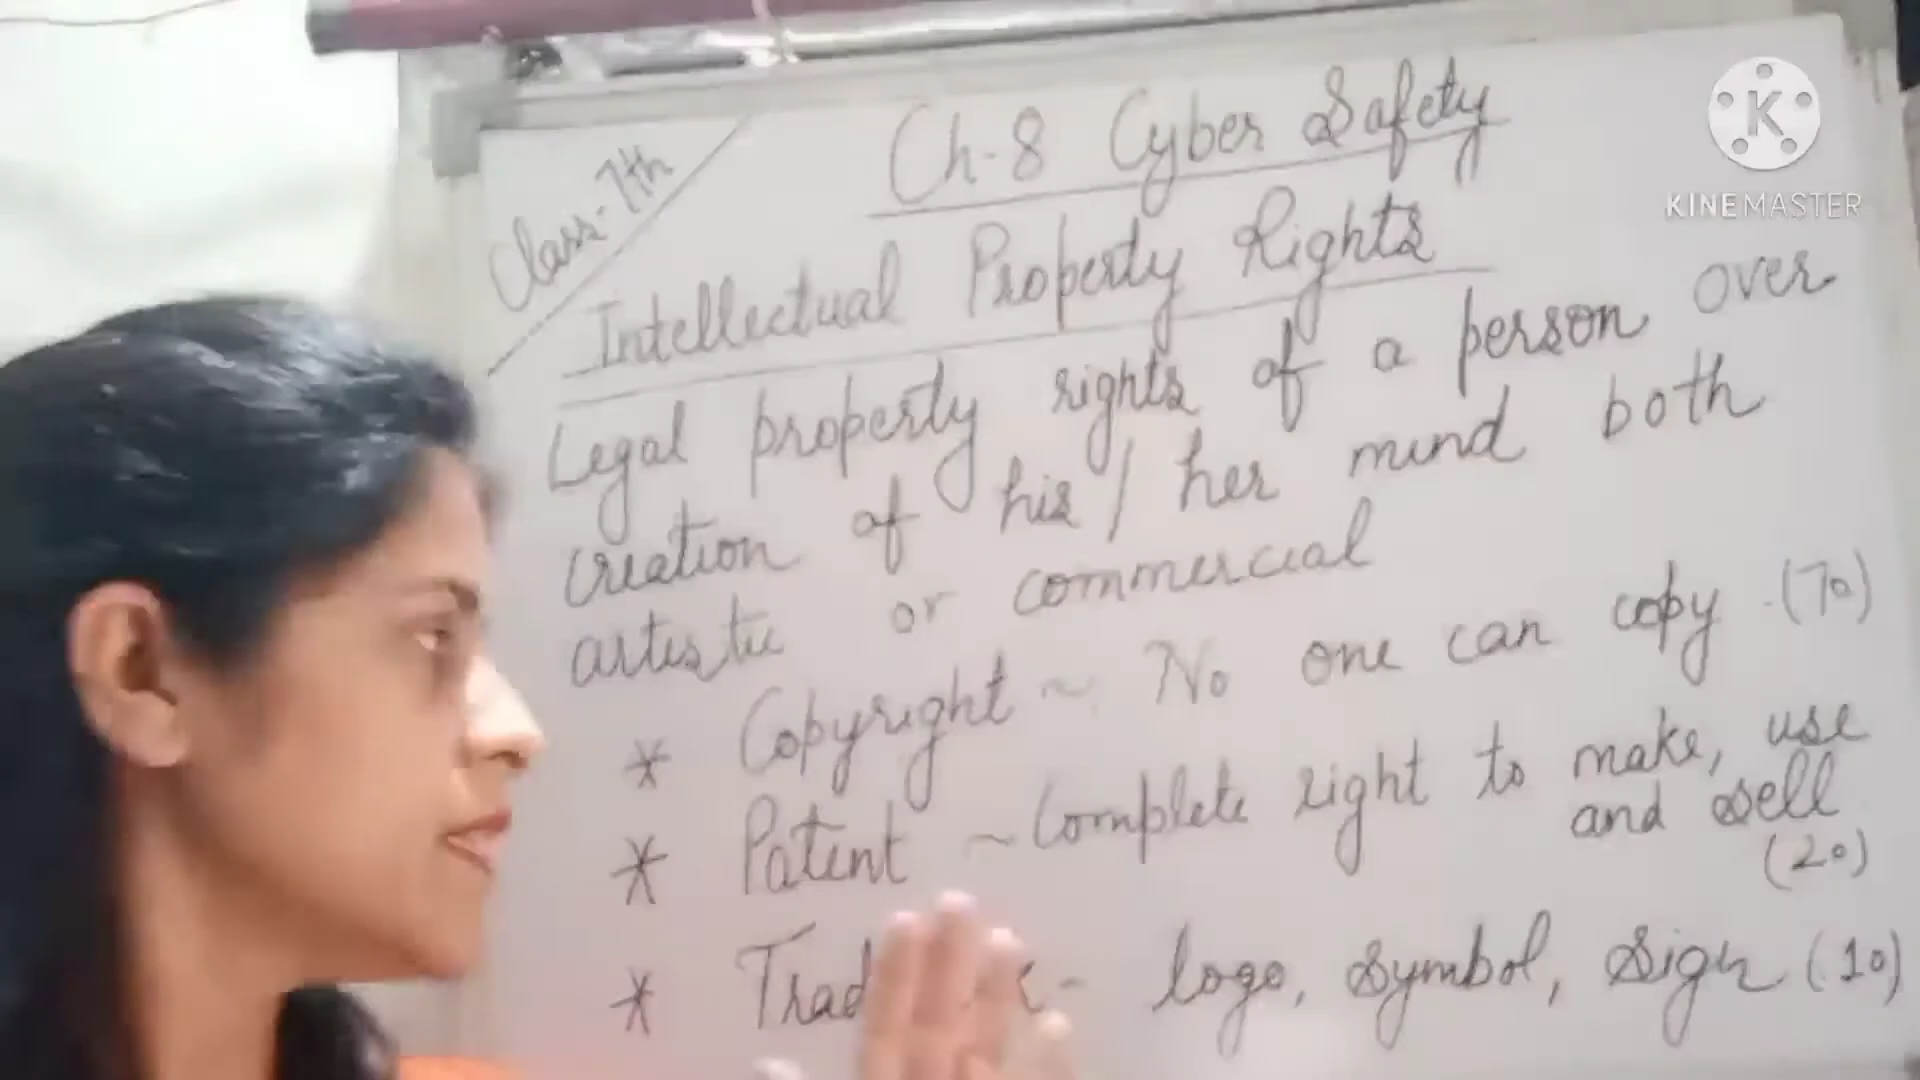 Class-7th
Ch-8 Cyber Safety
K
KINEMASTER
Intellectual Property Rights
Legal property rights of a person over
creation of his/her mind both
artistic or commercial
* Copyright ~ No one can copy (70)
* Patent ~ Complete right to make, use
and sell
(20)
* Trad - logo, symbol, sign (10)